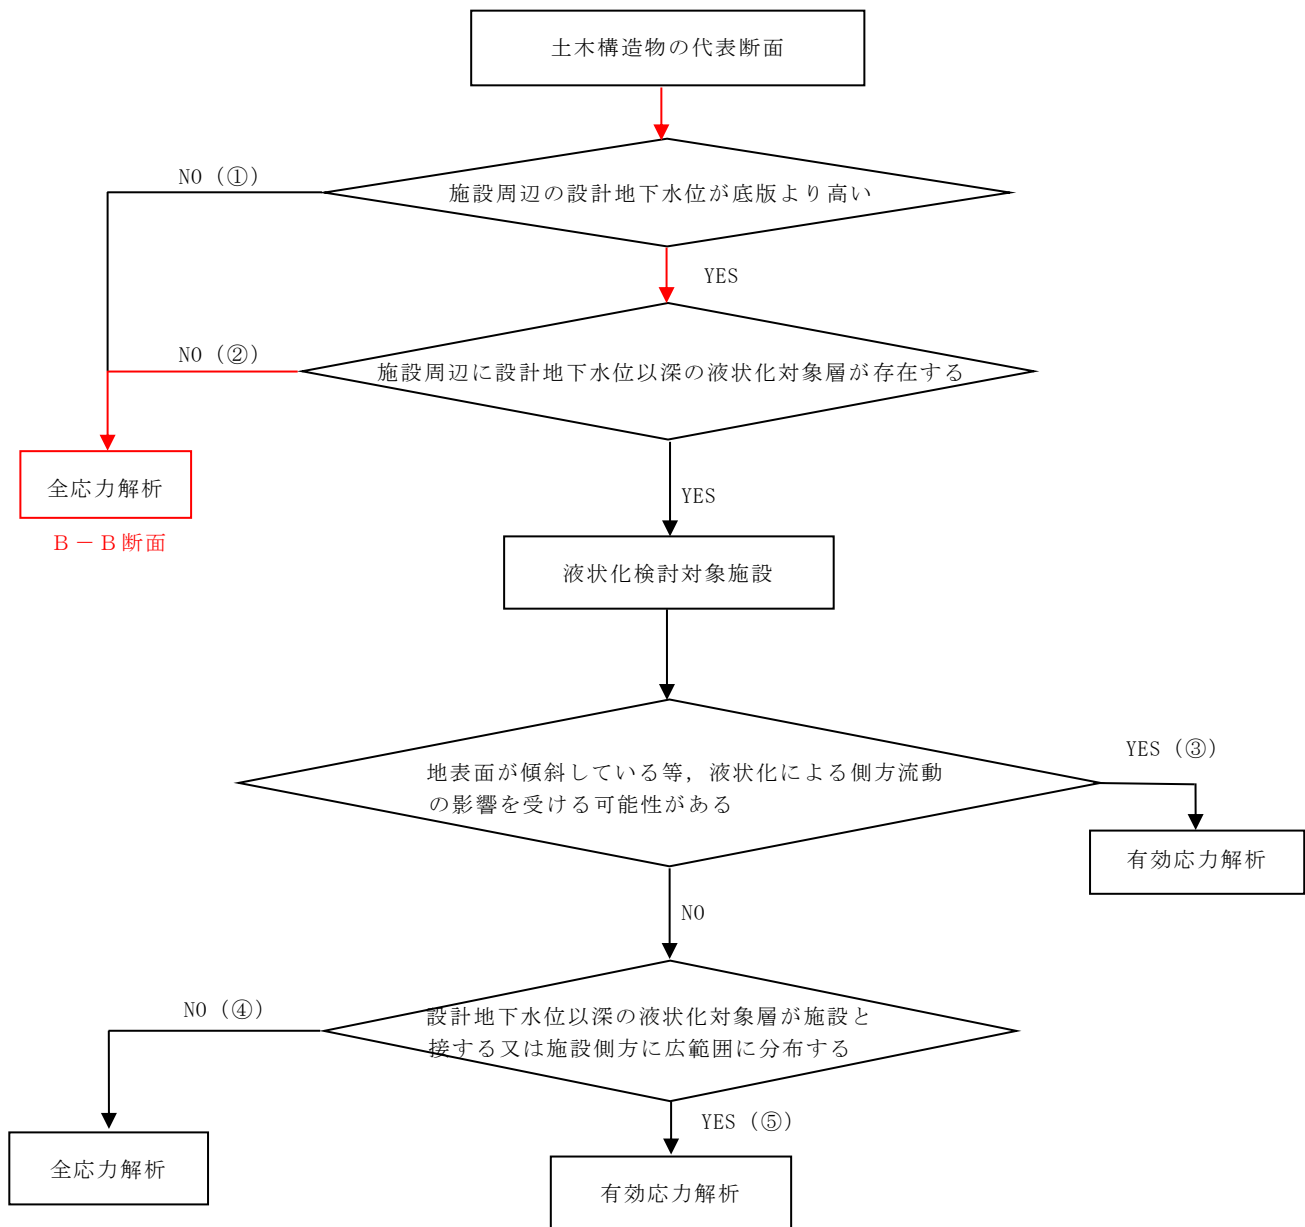 土木構造物の代表断面
NO (①)
施設周辺の設計地下水位が底版より高い
YES
NO (②)
施設周辺に設計地下水位以深の液状化対象層が存在する
全応力解析
B-B断面
YES
液状化検討対象施設
地表面が傾斜している等,液状化による側方流動
の影響を受ける可能性がある
YES (③)
有効応力解析
NO
NO (④)
設計地下水位以深の液状化対象層が施設と
接する又は施設側方に広範囲に分布する
YES (⑤)
全応力解析
有効応力解析